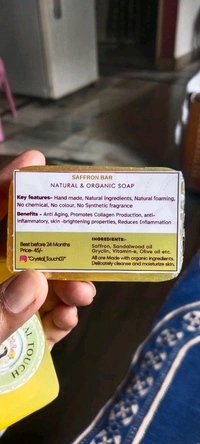 SAFFRON BAR
NATURAL & ORGANIC SOAP
Key features- Hand made, Natural Ingredients, Natural foaming,
No chemical, No colour, No Synthetic fragrance
Benefits - Anti Aging, Promotes Collagen Production, anti-
inflammatory, skin -brightening properties, Reduces Inflammation
Best before 24 Months
Price-45/-
"Crystal_Touch07"
INGREDIENTS:-
Saffron, Sandalwood oil
Gryclin, Vitamin-e, Olive oil etc.
All are Made with organic ingredients,
Delicately cleanse and moisturize skin.
TOUCH